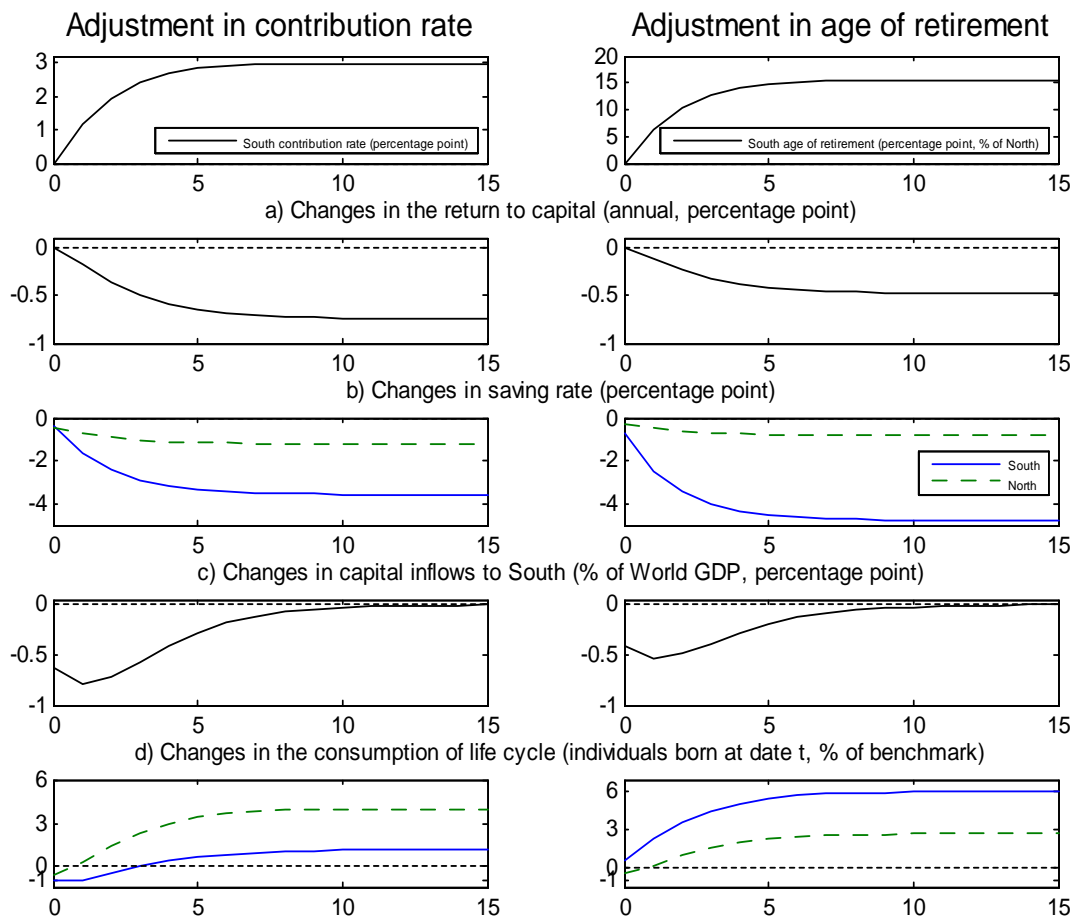 Adjustment in contribution rate
Adjustment in age of retirement
3
2
1
0
South contribution rate (percentage point)
0 5 10 15
20
15
10
5
0
South age of retirement (percentage point, % of North)
0 5 10 15
a) Changes in the return to capital (annual, percentage point)
0
-0.5
-1
0 5 10 15
0
-0.5
-1
0 5 10 15
b) Changes in saving rate (percentage point)
0
-2
-4
0 5 10 15
0
-2
-4
South
North
0 5 10 15
c) Changes in capital inflows to South (% of World GDP, percentage point)
0
-0.5
-1
0 5 10 15
0
-0.5
-1
0 5 10 15
d) Changes in the consumption of life cycle (individuals born at date t, % of benchmark)
6
3
0
-1
0 5 10 15
6
3
0
-1
0 5 10 15